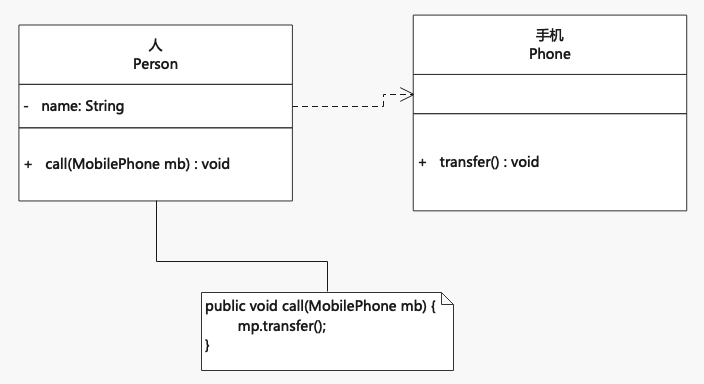 人
Person
- name: String
+ call(MobilePhone mb) : void
手机
Phone
+ transfer() : void
public void call(MobilePhone mb) {
mp.transfer();
}